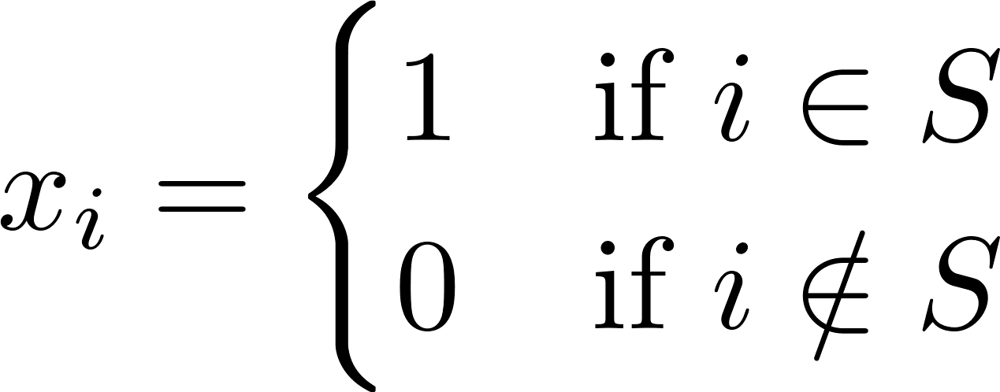 x_i = { 1 if i ∈ S
0 if i ∉ S